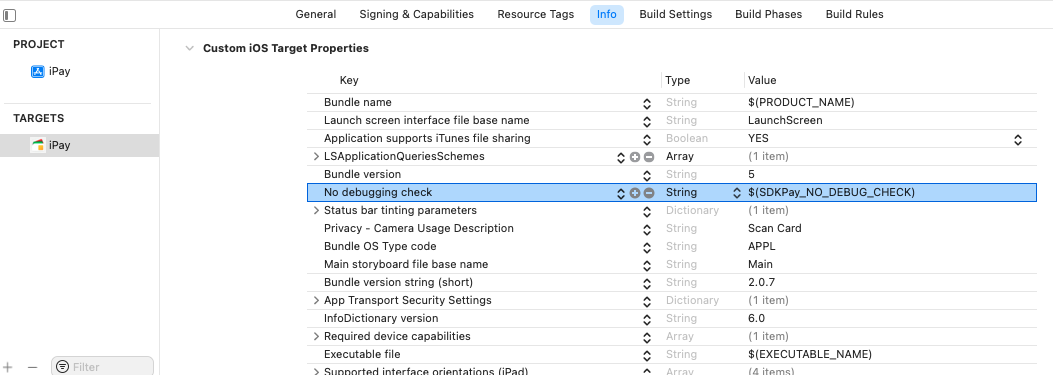 General Signing & Capabilities Resource Tags Info Build Settings Build Phases Build Rules
PROJECT
iPay
TARGETS
iPay
Filter
Custom iOS Target Properties
Key Type Value
Bundle name String $(PRODUCT_NAME)
Launch screen interface file base name String LaunchScreen
Application supports iTunes file sharing Boolean YES
LSApplicationQueriesSchemes Array (1 item)
Bundle version String 5
No debugging check String $(SDKPay_NO_DEBUG_CHECK)
Status bar tinting parameters Dictionary (1 item)
Privacy - Camera Usage Description String Scan Card
Bundle OS Type code String APPL
Main storyboard file base name String Main
Bundle version string (short) String 2.0.7
App Transport Security Settings Dictionary (1 item)
InfoDictionary version String 6.0
Required device capabilities Array (1 item)
Executable file String $(EXECUTABLE_NAME)
Supported interface orientations (iPad) Array (4 items)